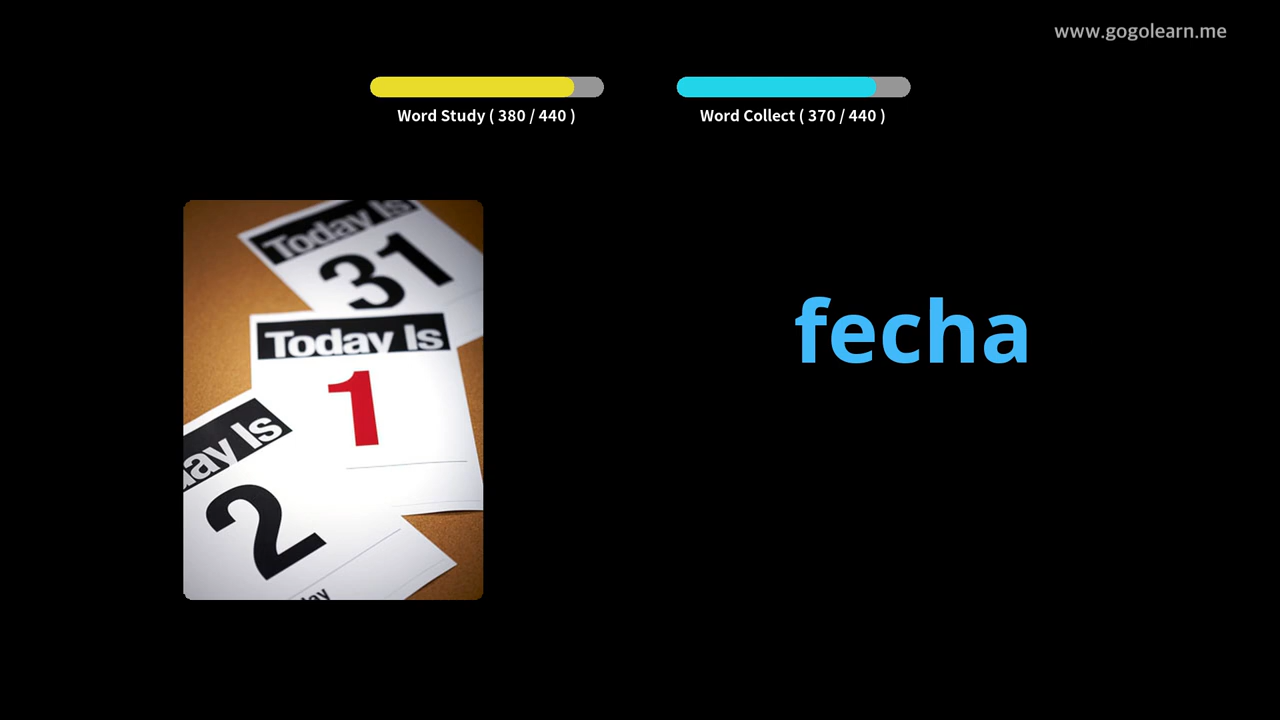 www.gogolearn.me
Word Study ( 380 / 440 )
Word Collect ( 370 / 440 )
Today Is
31
Today Is
1
fecha
ay Is
2
ay